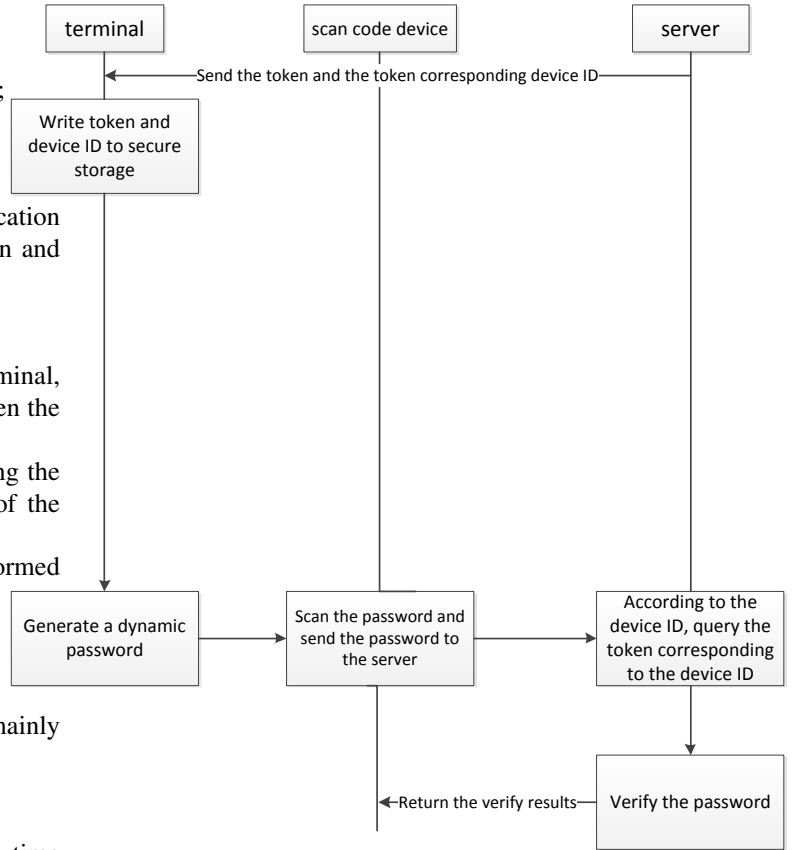 terminal
scan code device
server
Send the token and the token corresponding device ID
;
Write token and
device ID to secure
storage
cation
n and
minal,
en the
ng the
of the
ormed
Generate a dynamic
password
Scan the password and
send the password to
the server
According to the
device ID, query the
token corresponding
to the device ID
nainly
Return the verify results
Verify the password